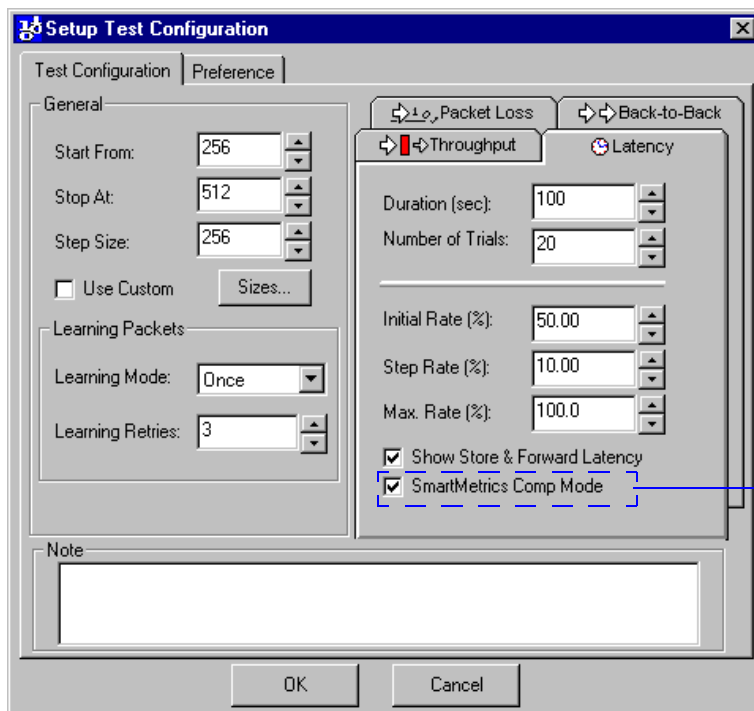 Setup Test Configuration
Test Configuration
Preference
General
Start From: 256
Stop At: 512
Step Size: 256
Use Custom
Sizes...
Learning Packets
Learning Mode: Once
Learning Retries: 3
Packet Loss
Back-to-Back
Throughput
Latency
Duration (sec): 100
Number of Trials: 20
Initial Rate (%): 50.00
Step Rate (%): 10.00
Max. Rate (%): 100.0
Show Store & Forward Latency
SmartMetrics Comp Mode
Note
OK
Cancel